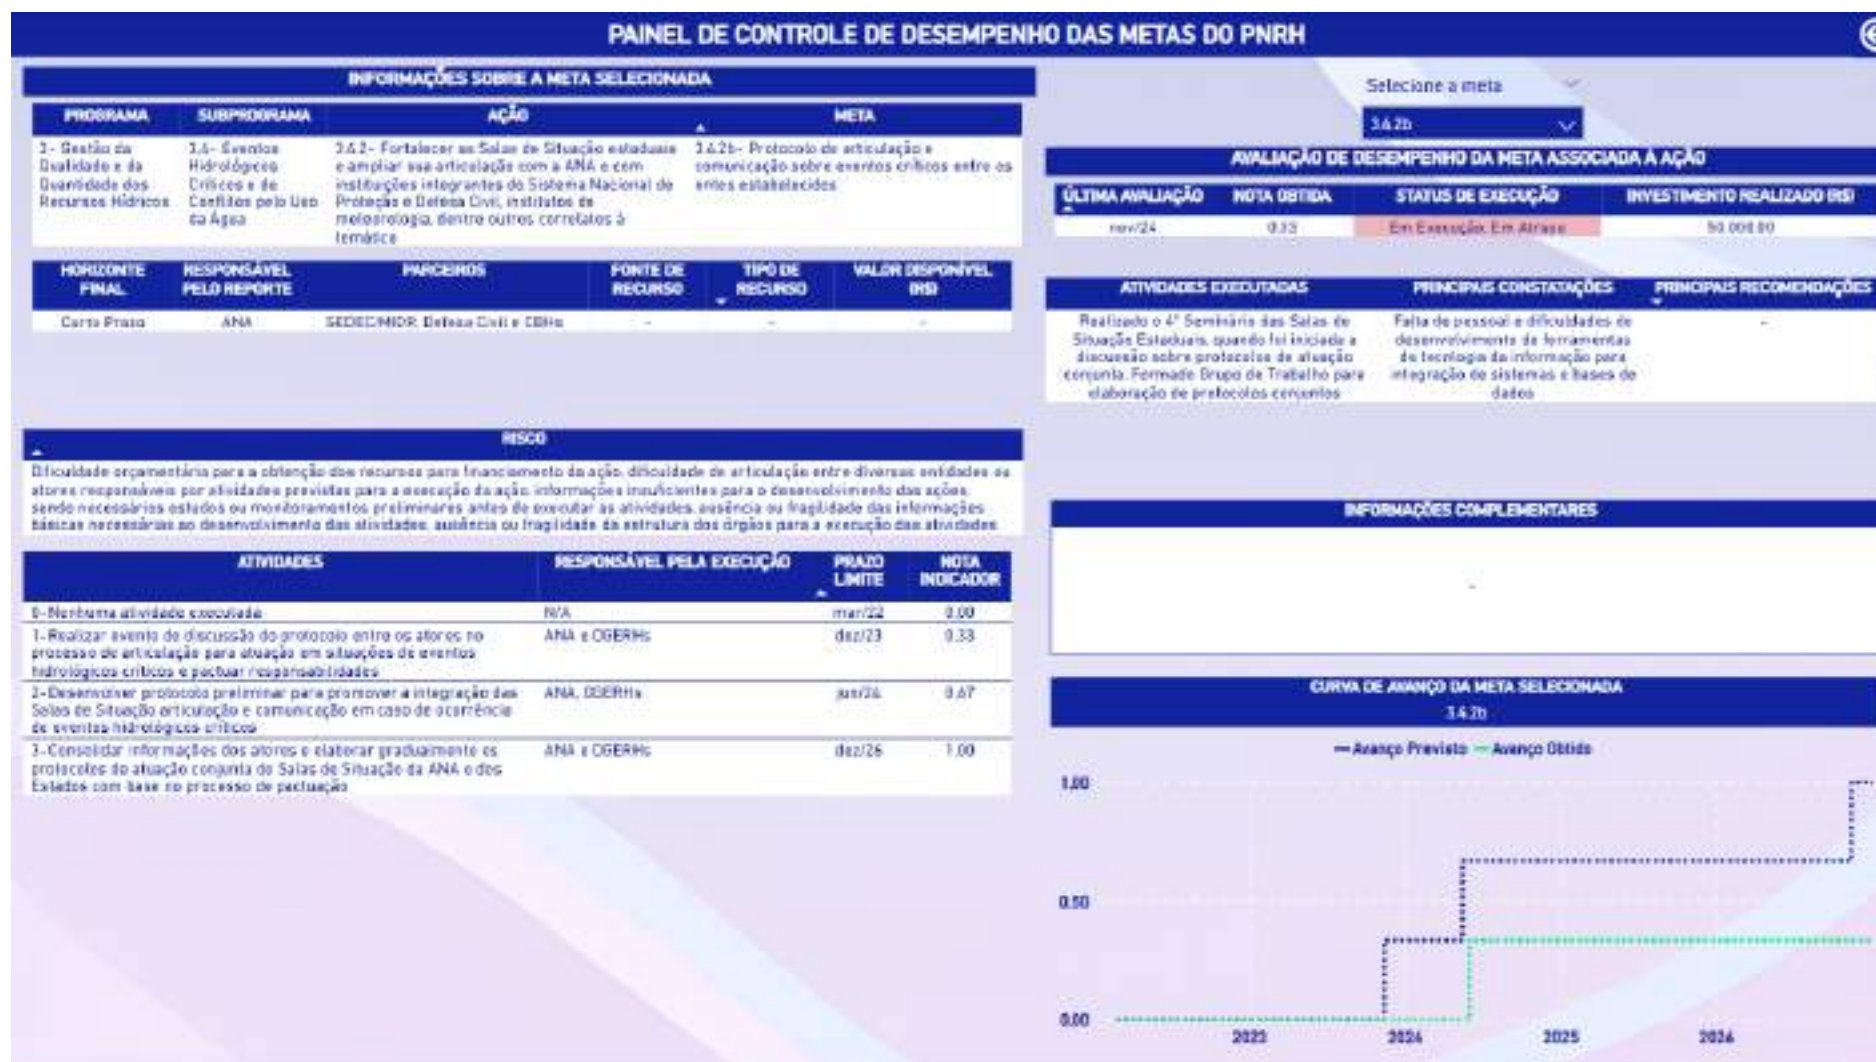 PAINEL DE CONTROLE DE DESEMPENHO DAS METAS DO PNRH
INFORMAÇÕES SOBRE A META SELECIONADA
PROGRAMA SUBPROGRAMA AÇÃO META
3- Gestão da Qualidade e da Quantidade dos Recursos Hídricos
3.4- Eventos Hidrológicos Críticos e de Conflitos pelo Uso da Água
3.4.2- Fortalecer as Salas de Situação estaduais
e ampliar sua articulação com a ANA e com
instituições integrantes do Sistema Nacional de
Proteção e Defesa Civil, institutos de
meteorologia, dentre outros correlatos à
temática
3.4.2b- Protocolo de articulação e
comunicação sobre eventos críticos entre os
entes estabelecidos
HORIZONTE FINAL RESPONSÁVEL PELO REPORTE PARCEIROS FONTE DE RECURSO TIPO DE RECURSO VALOR DISPONÍVEL (R$)
Curto Prazo ANA SEDEC/MIDR, Defesa Civil e CBHs - - -
RISCO
Dificuldade orçamentária para a obtenção dos recursos para financiamento da ação, dificuldade de articulação entre diversas entidades ou
atores responsáveis por atividades previstas para a execução da ação, informações insuficientes para o desenvolvimento das ações,
sendo necessários estudos ou monitoramentos preliminares antes de executar as atividades, ausência ou fragilidade das informações
básicas necessárias ao desenvolvimento das atividades, ausência ou fragilidade da estrutura dos órgãos para a execução das atividades
ATIVIDADES RESPONSÁVEL PELA EXECUÇÃO PRAZO LIMITE NOTA INDICADOR
0-Nenhuma atividade executada N/A mar/22 0.00
1-Realizar evento de discussão do protocolo entre os atores no ANA e OGERHs dez/23 0.33
processo de articulação para atuação em situações de eventos
hidrológicos críticos e pactuar responsabilidades
2-Desenvolver protocolo preliminar para promover a integração das ANA, OGERHs jun/24 0.67
Salas de Situação articulação e comunicação em caso de ocorrência
de eventos hidrológicos críticos
3-Consolidar informações dos atores e elaborar gradualmente os ANA e OGERHs dez/26 1.00
protocolos de atuação conjunta de Salas de Situação da ANA e dos
Estados com base no processo de pactuação
Selecione a meta
3.4.2b
AVALIAÇÃO DE DESEMPENHO DA META ASSOCIADA À AÇÃO
ÚLTIMA AVALIAÇÃO NOTA OBTIDA STATUS DE EXECUÇÃO INVESTIMENTO REALIZADO (R$)
nov/24 0.33 Em Execução, Em Atraso 50.000.00
ATIVIDADES EXECUTADAS PRINCIPAIS CONSTATAÇÕES PRINCIPAIS RECOMENDAÇÕES
Realizado o 4° Seminário das Salas de
Situação Estaduais, quando foi iniciada a
discussão sobre protocolos de atuação
conjunta. Formado Grupo de Trabalho para
elaboração de protocolos conjuntos
Falta de pessoal e dificuldades de
desenvolvimento de ferramentas
de tecnlogia da informação para
integração de sistemas e bases de
dados
-
INFORMAÇÕES COMPLEMENTARES
-
CURVA DE AVANÇO DA META SELECIONADA
3.4.2b
Avanço Previsto Avanço Obtido
1.00
0.50
0.00
2023 2024 2025 2026